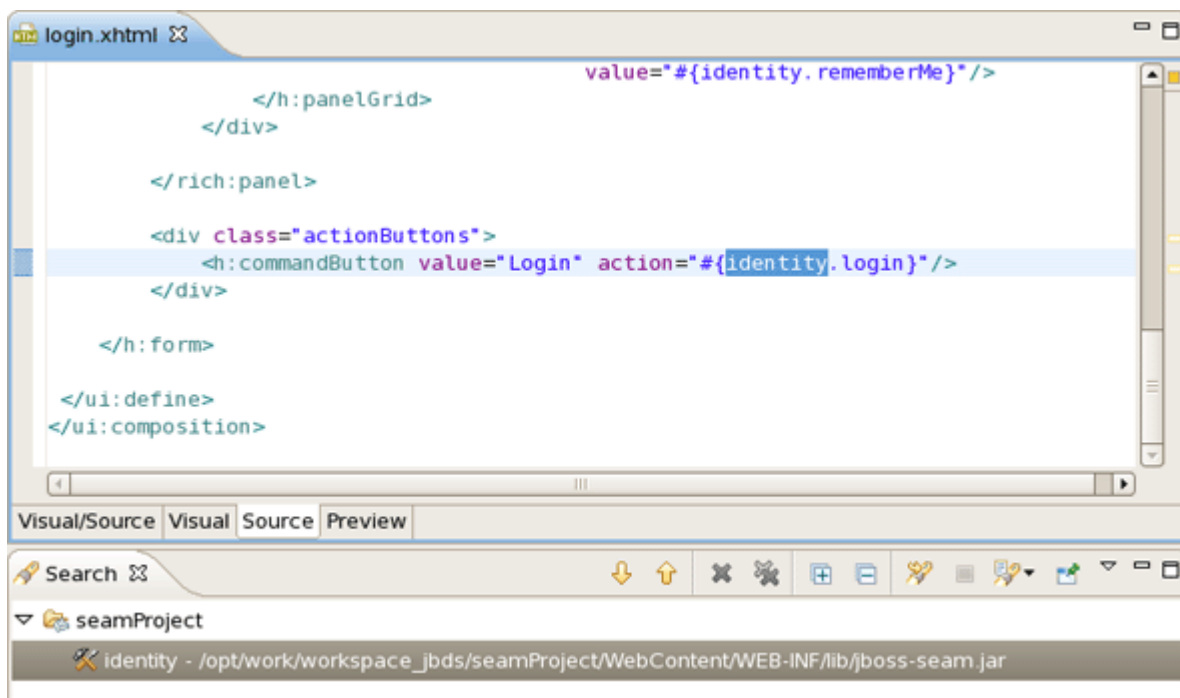 login.xhtml
value="#{identity.rememberMe}"/>
</h:panelGrid>
</div>
</rich:panel>
<div class="actionButtons">
<h:commandButton value="Login" action="#{identity.login}"/>
</div>
</h:form>
</ui:define>
</ui:composition>
Visual/Source Visual Source Preview
Search
seamProject
identity - /opt/work/workspace_jbds/seamProject/WebContent/WEB-INF/lib/jboss-seam.jar